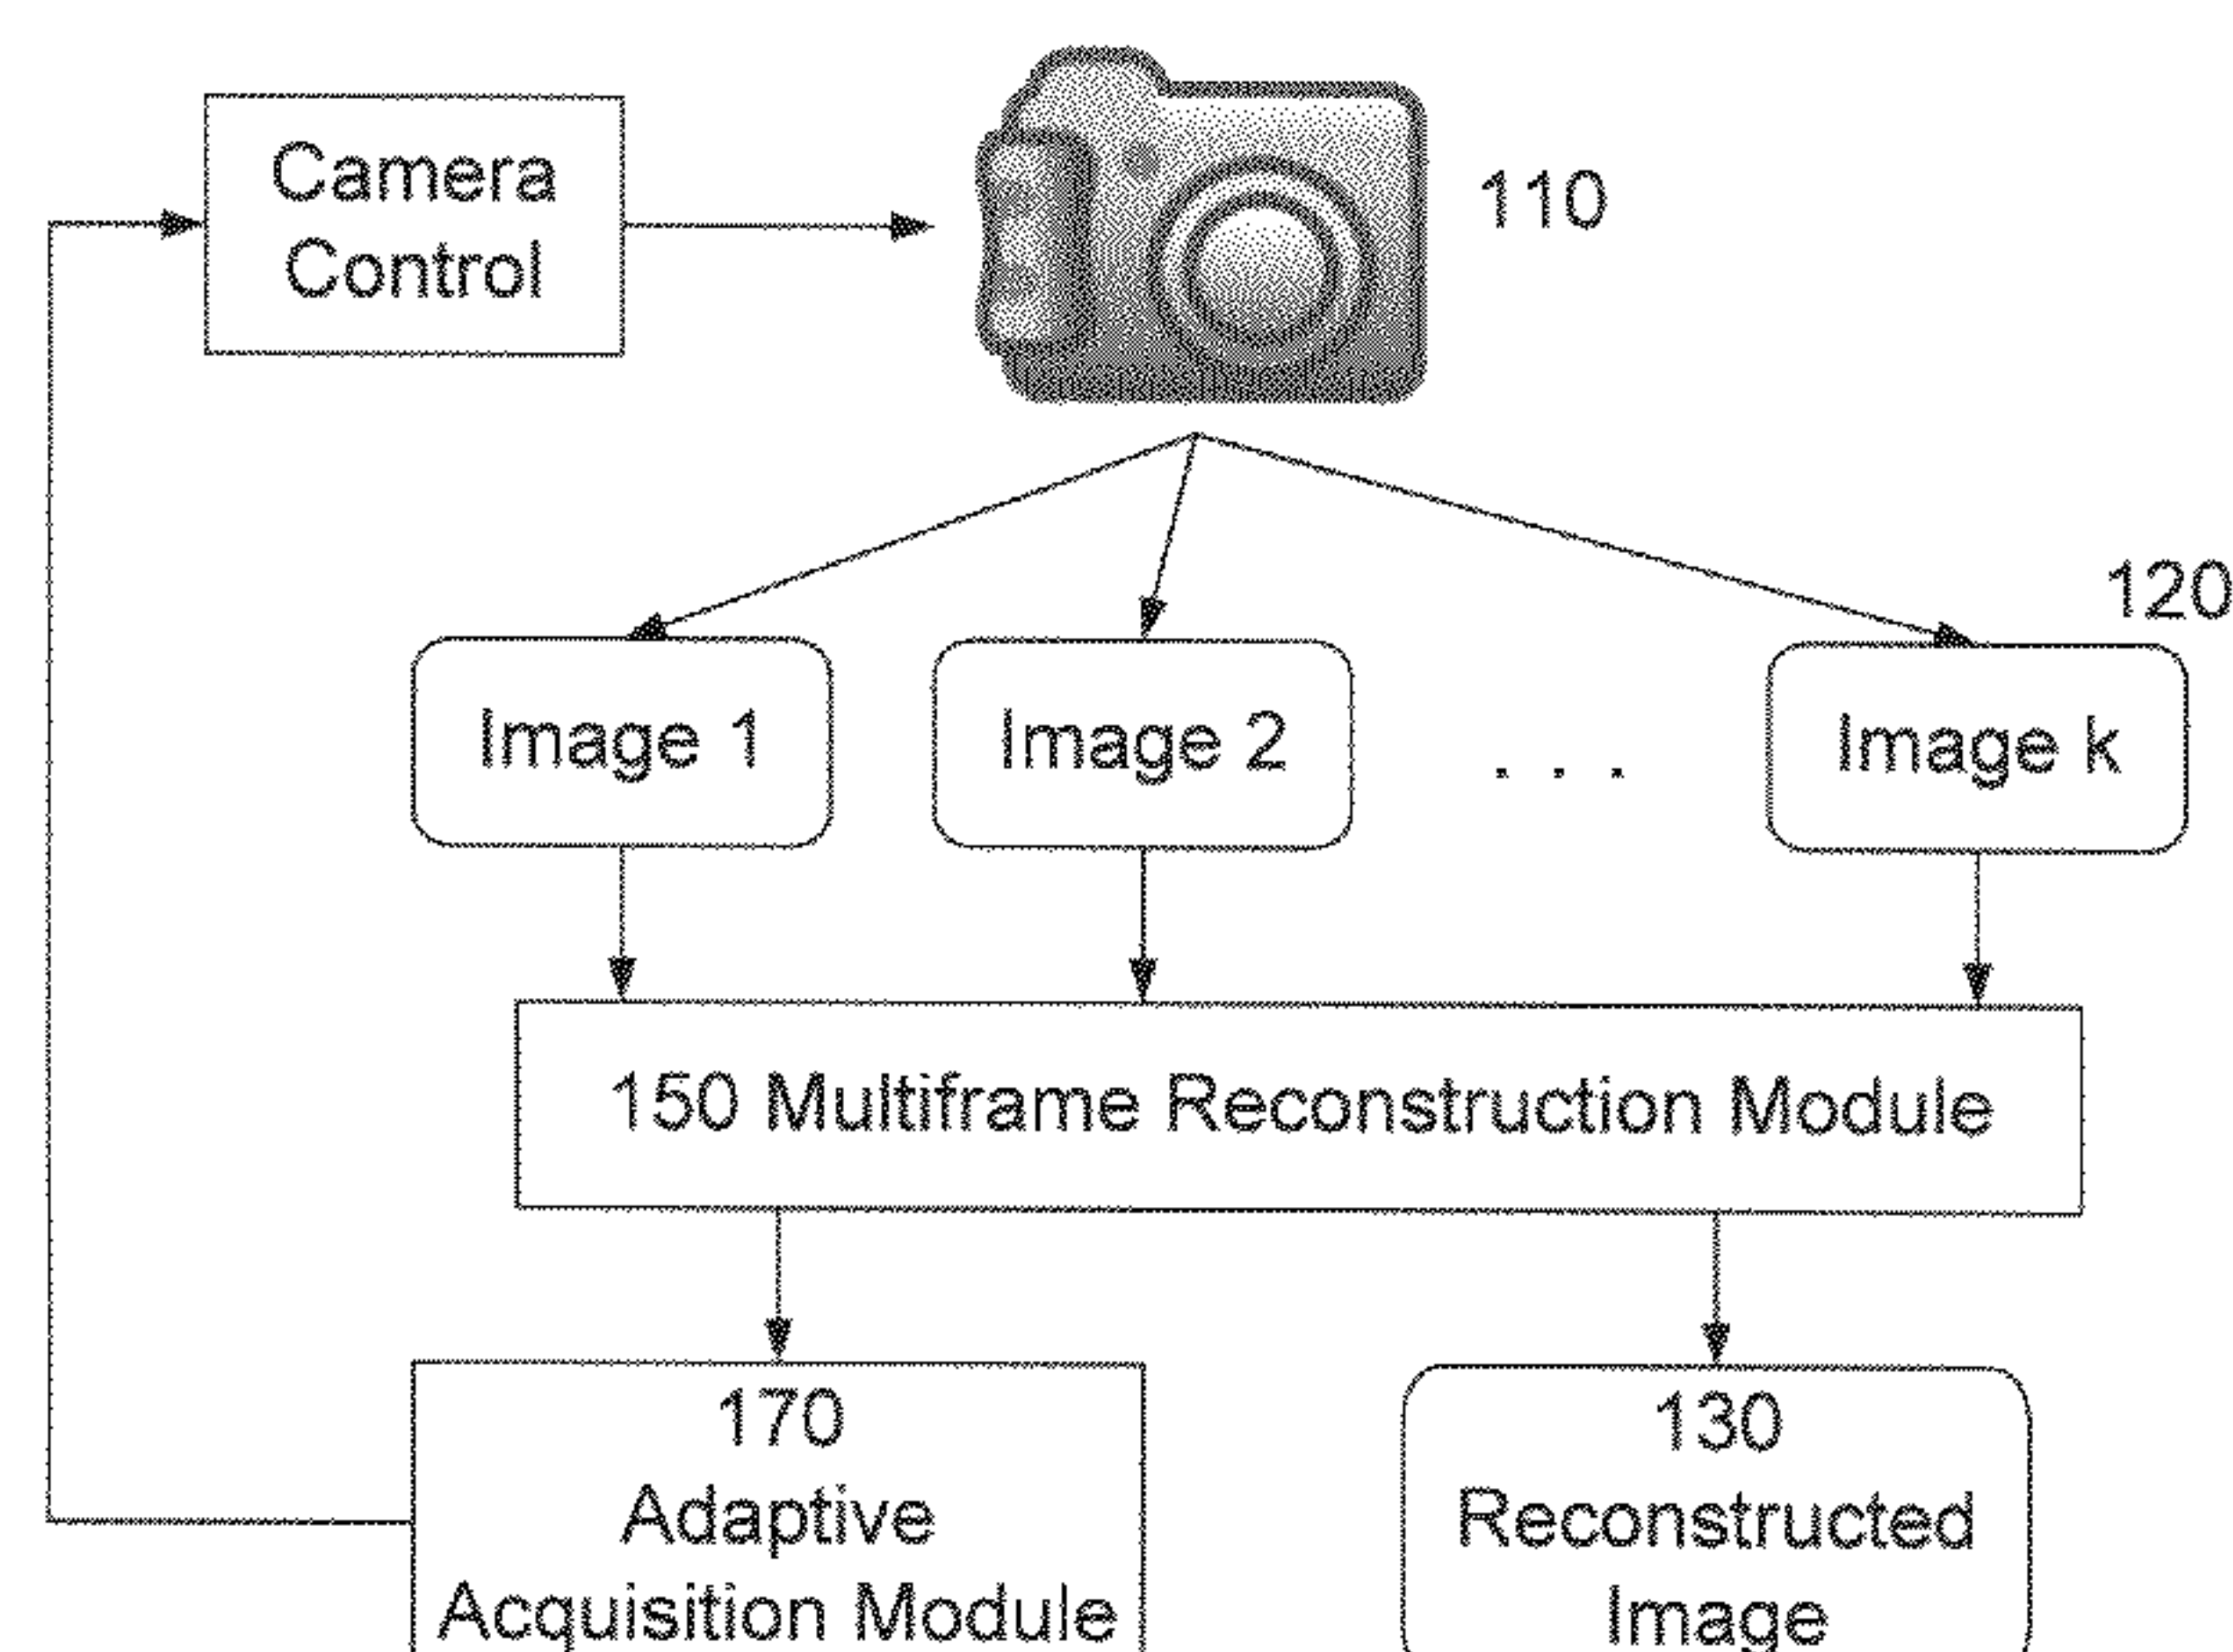 Camera
Control
110
120
Image 1
Image 2
. . .
Image k
150 Multiframe Reconstruction Module
170
Adaptive
Acquisition Module
130
Reconstructed
Image